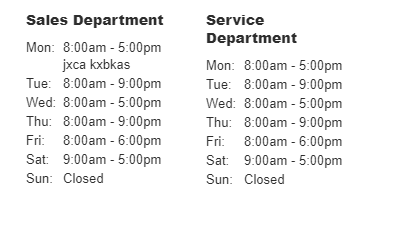 Sales Department
Mon: 8:00am - 5:00pm
jxca kxbkas
Tue: 8:00am - 9:00pm
Wed: 8:00am - 5:00pm
Thu: 8:00am - 9:00pm
Fri: 8:00am - 6:00pm
Sat: 9:00am - 5:00pm
Sun: Closed
Service
Department
Mon: 8:00am - 5:00pm
Tue: 8:00am - 9:00pm
Wed: 8:00am - 5:00pm
Thu: 8:00am - 9:00pm
Fri: 8:00am - 6:00pm
Sat: 9:00am - 5:00pm
Sun: Closed